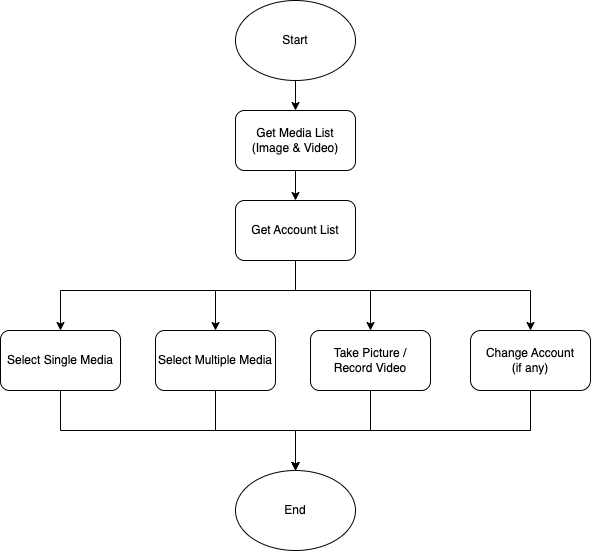 Start
Get Media List
(Image & Video)
Get Account List
Select Single Media
Select Multiple Media
Take Picture /
Record Video
Change Account
(if any)
End